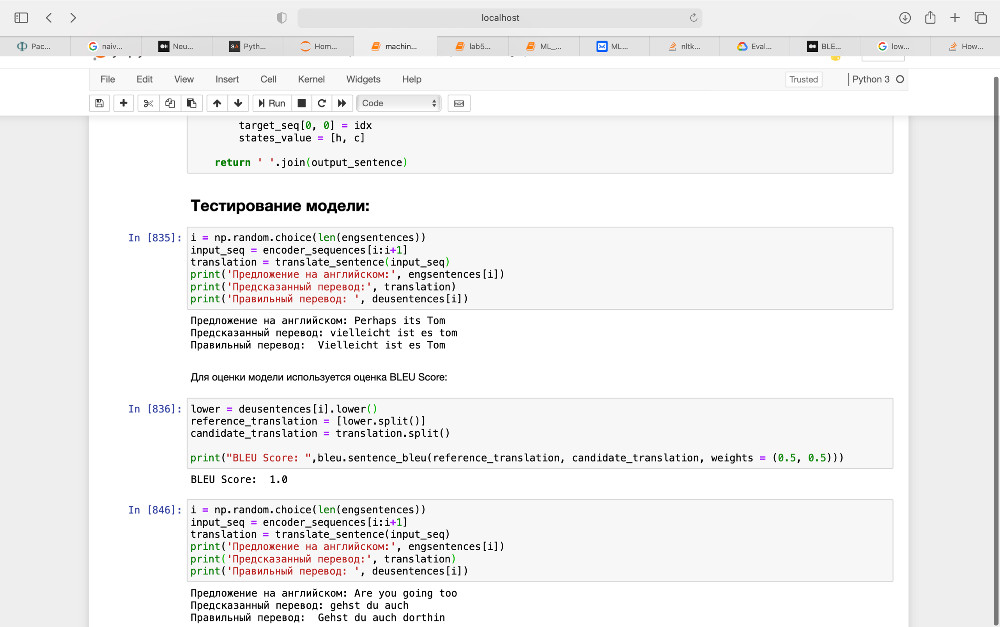 localhost
Рас... naiv... Neu... SA Pyth... Hom... machin... lab5... ML_... ML... nltk... Eval... BLE... low... How...
File Edit View Insert Cell Kernel Widgets Help Trusted Python 3
Run Code
target_seq[0, 0] = idx
states_value = [h, c]
return ' '.join(output_sentence)
Тестирование модели:
In [835]: i = np.random.choice(len(engsentences))
input_seq = encoder_sequences[i:i+1]
translation = translate_sentence(input_seq)
print('Предложение на английском:', engsentences[i])
print('Предсказанный перевод:', translation)
print('Правильный перевод: ', deusentences[i])
Предложение на английском: Perhaps its Tom
Предсказанный перевод: vielleicht ist es tom
Правильный перевод:  Vielleicht ist es Tom
Для оценки модели используется оценка BLEU Score:
In [836]: lower = deusentences[i].lower()
reference_translation = [lower.split()]
candidate_translation = translation.split()
print("BLEU Score: ",bleu.sentence_bleu(reference_translation, candidate_translation, weights = (0.5, 0.5)))
BLEU Score:  1.0
In [846]: i = np.random.choice(len(engsentences))
input_seq = encoder_sequences[i:i+1]
translation = translate_sentence(input_seq)
print('Предложение на английском:', engsentences[i])
print('Предсказанный перевод:', translation)
print('Правильный перевод: ', deusentences[i])
Предложение на английском: Are you going too
Предсказанный перевод: gehst du auch
Правильный перевод:  Gehst du auch dorthin